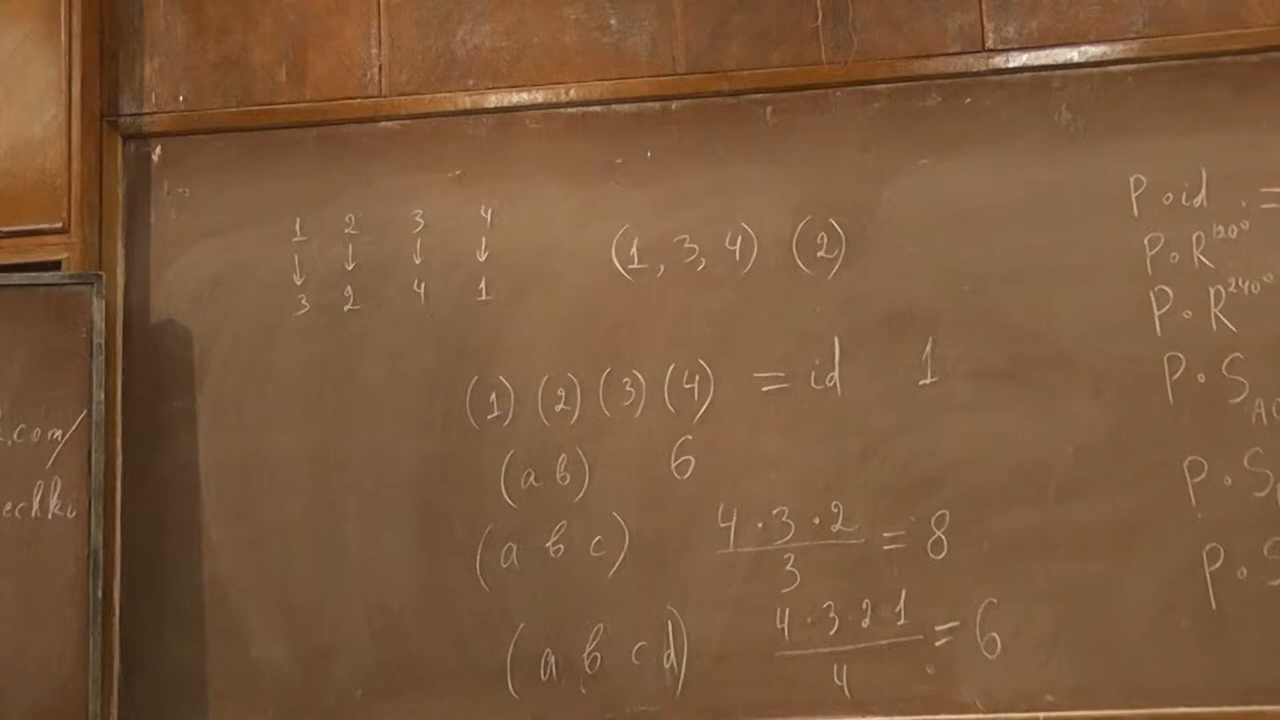 1 2 3 4
↓ ↓ ↓ ↓
3 2 4 1
(1, 3, 4) (2)
(1) (2) (3) (4) = id 1
(a b) 6
(a b c) 4·3·2/3 = 8
(a b c d) 4·3·2·1/4 = 6
P∘id =
P∘R^120°
P∘R^240°
P∘S
P∘S
P∘S
.com/
echki